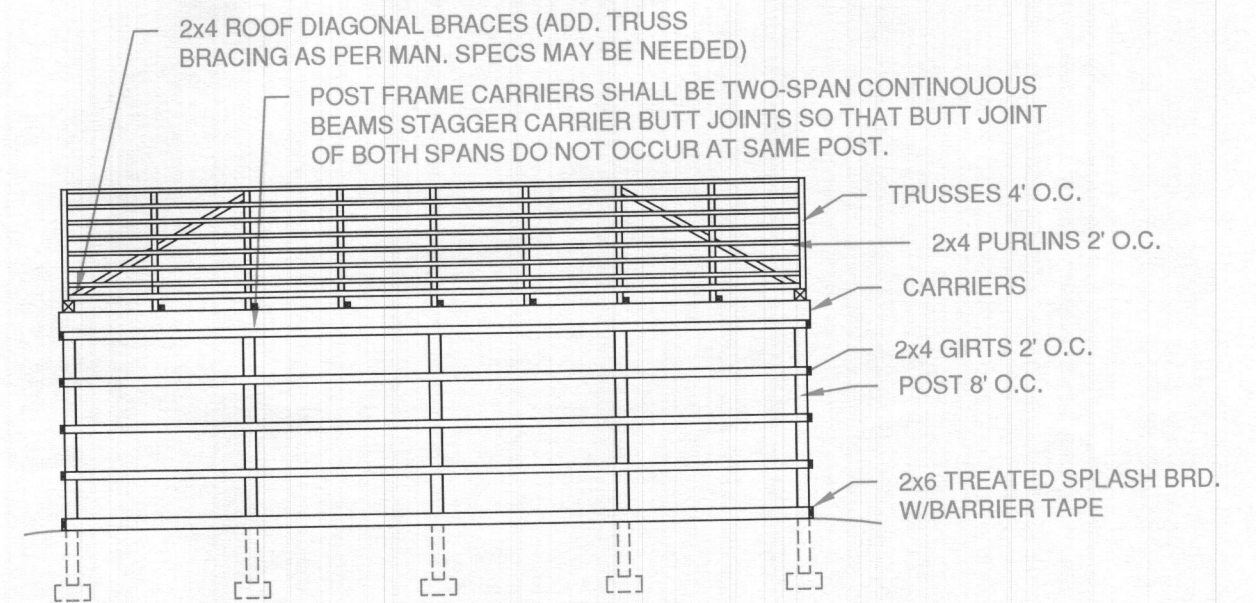 2x4 ROOF DIAGONAL BRACES (ADD. TRUSS
BRACING AS PER MAN. SPECS MAY BE NEEDED)
POST FRAME CARRIERS SHALL BE TWO-SPAN CONTINOUOUS
BEAMS STAGGER CARRIER BUTT JOINTS SO THAT BUTT JOINT
OF BOTH SPANS DO NOT OCCUR AT SAME POST.
TRUSSES 4' O.C.
2x4 PURLINS 2' O.C.
CARRIERS
2x4 GIRTS 2' O.C.
POST 8' O.C.
2x6 TREATED SPLASH BRD.
W/BARRIER TAPE